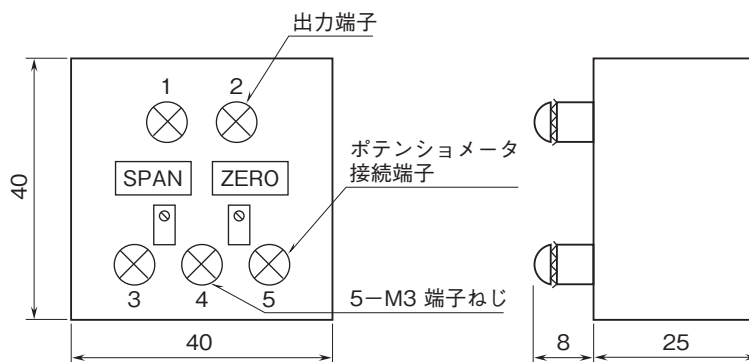 出力端子
1 2
ポテンショメータ
接続端子
SPAN ZERO
40
3 4 5
5－M3 端子ねじ
40
8 25